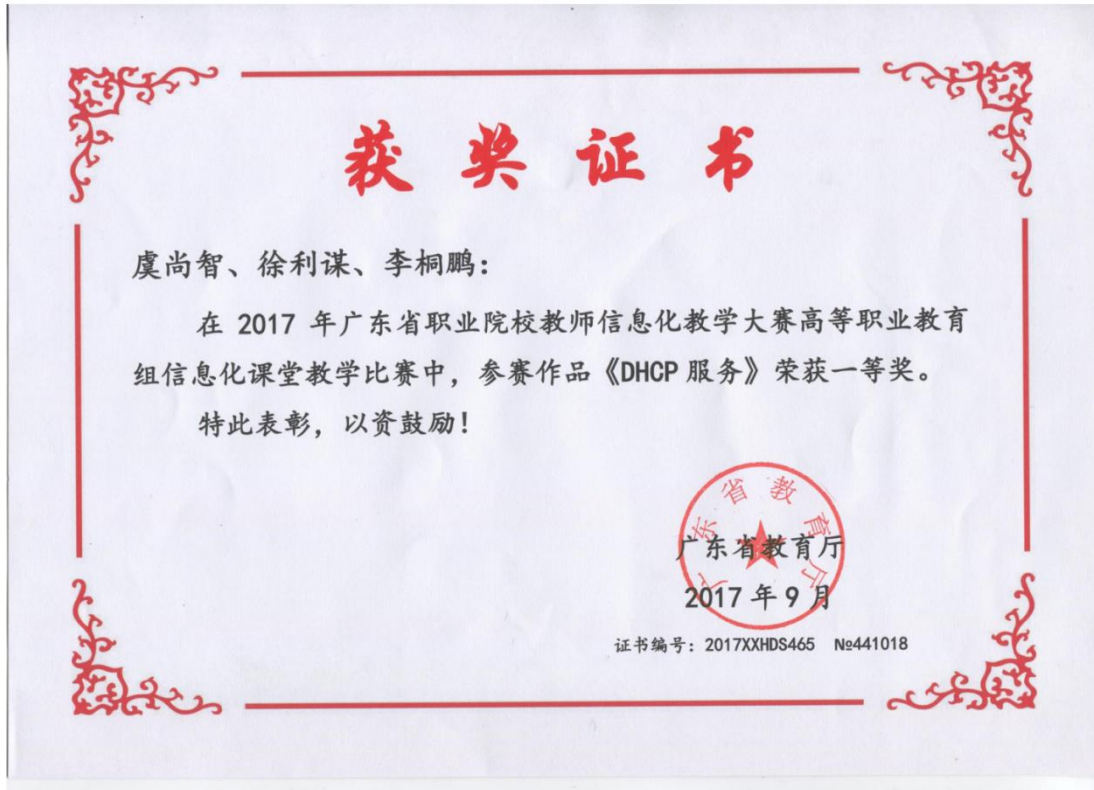 获奖证书
虞尚智、徐利谋、李桐鹏：
在 2017 年广东省职业院校教师信息化教学大赛高等职业教育
组信息化课堂教学比赛中，参赛作品《DHCP 服务》荣获一等奖。
特此表彰，以资鼓励！
广东省教育厅
广东省教育厅
2017 年 9 月
证书编号：2017XXHDS465 №441018